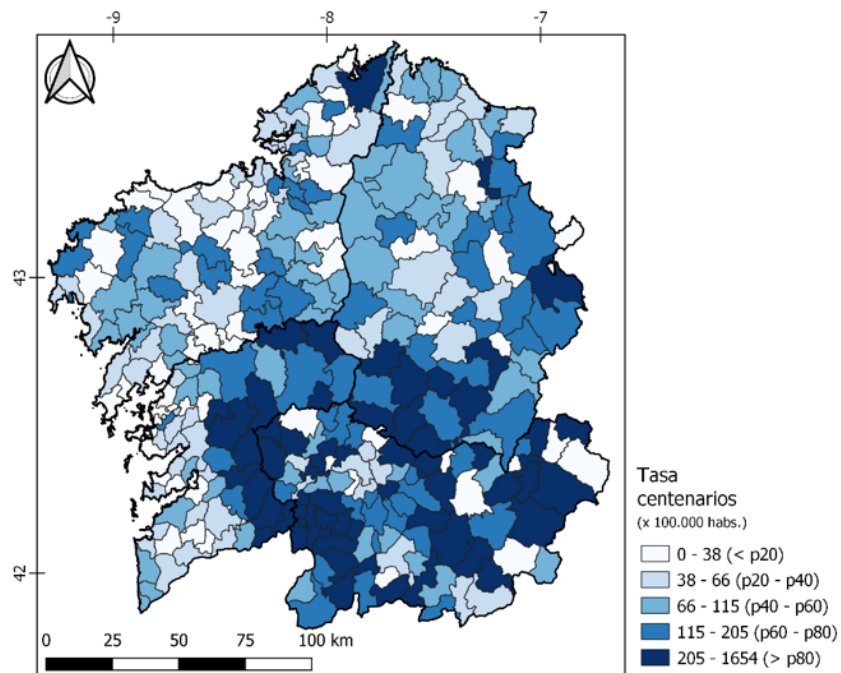 -9 -8 -7
43
42
0 25 50 75 100 km
Tasa
centenarios
(x 100.000 habs.)
0 - 38 (< p20)
38 - 66 (p20 - p40)
66 - 115 (p40 - p60)
115 - 205 (p60 - p80)
205 - 1654 (> p80)